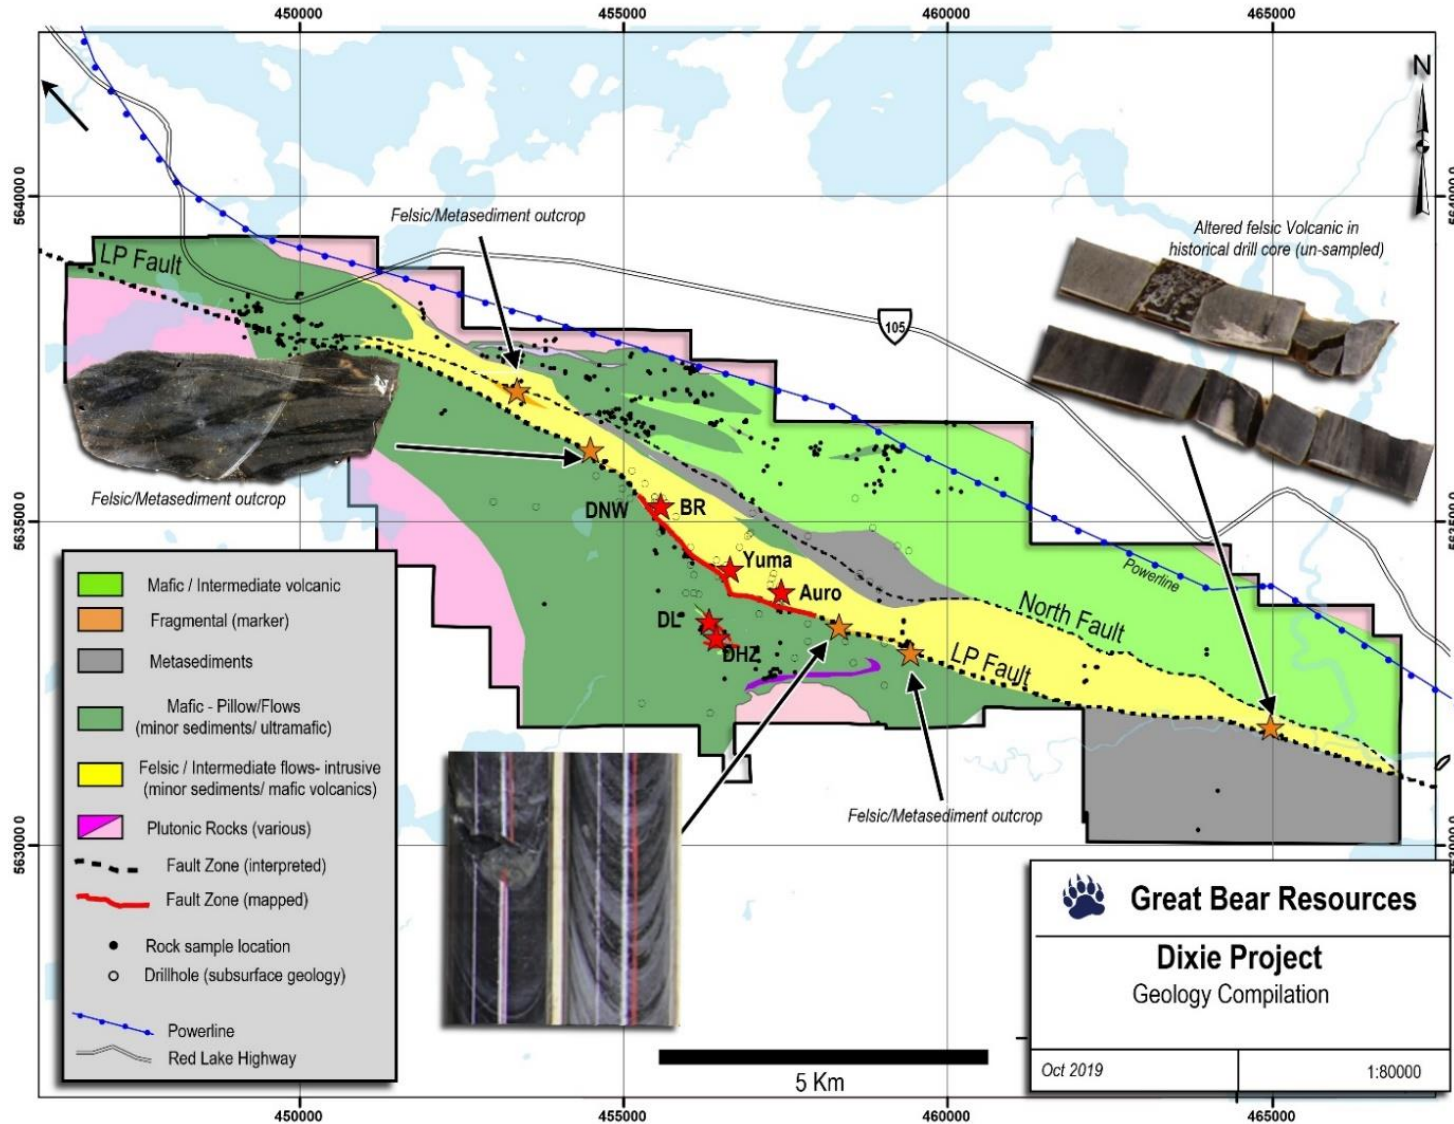 450000
455000
460000
465000
N
5640000
5640000
Felsic/Metasediment outcrop
Altered felsic Volcanic in
historical drill core (un-sampled)
LP Fault
105
Felsic/Metasediment outcrop
DNW
BR
5635000
5635000
Yuma
Powerline
Auro
North Fault
DL
DHZ
LP Fault
Mafic / Intermediate volcanic
Fragmental (marker)
Metasediments
Mafic - Pillow/Flows
(minor sediments/ ultramafic)
Felsic / Intermediate flows- intrusive
(minor sediments/ mafic volcanics)
Plutonic Rocks (various)
Fault Zone (interpreted)
Fault Zone (mapped)
Rock sample location
Drillhole (subsurface geology)
Powerline
Red Lake Highway
Felsic/Metasediment outcrop
5630000
Great Bear Resources
Dixie Project
Geology Compilation
Oct 2019
1:80000
5 Km
450000
455000
460000
465000